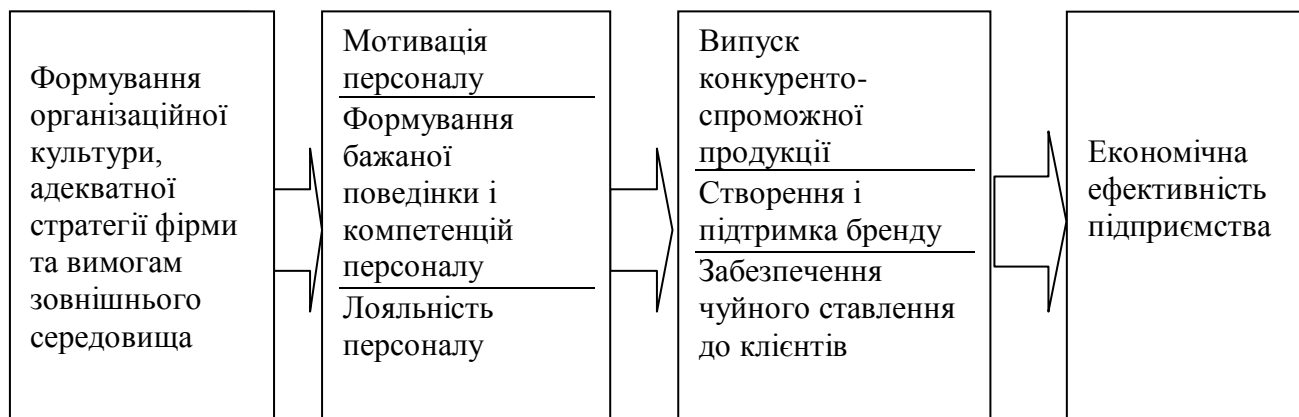 Формування
організаційної
культури,
адекватної
стратегії фірми
та вимогам
зовнішнього
середовища
Мотивація
персоналу
Формування
бажаної
поведінки і
компетенцій
персоналу
Лояльність
персоналу
Випуск
конкуренто-
спроможної
продукції
Створення і
підтримка бренду
Забезпечення
чуйного ставлення
до клієнтів
Економічна
ефективність
підприємства